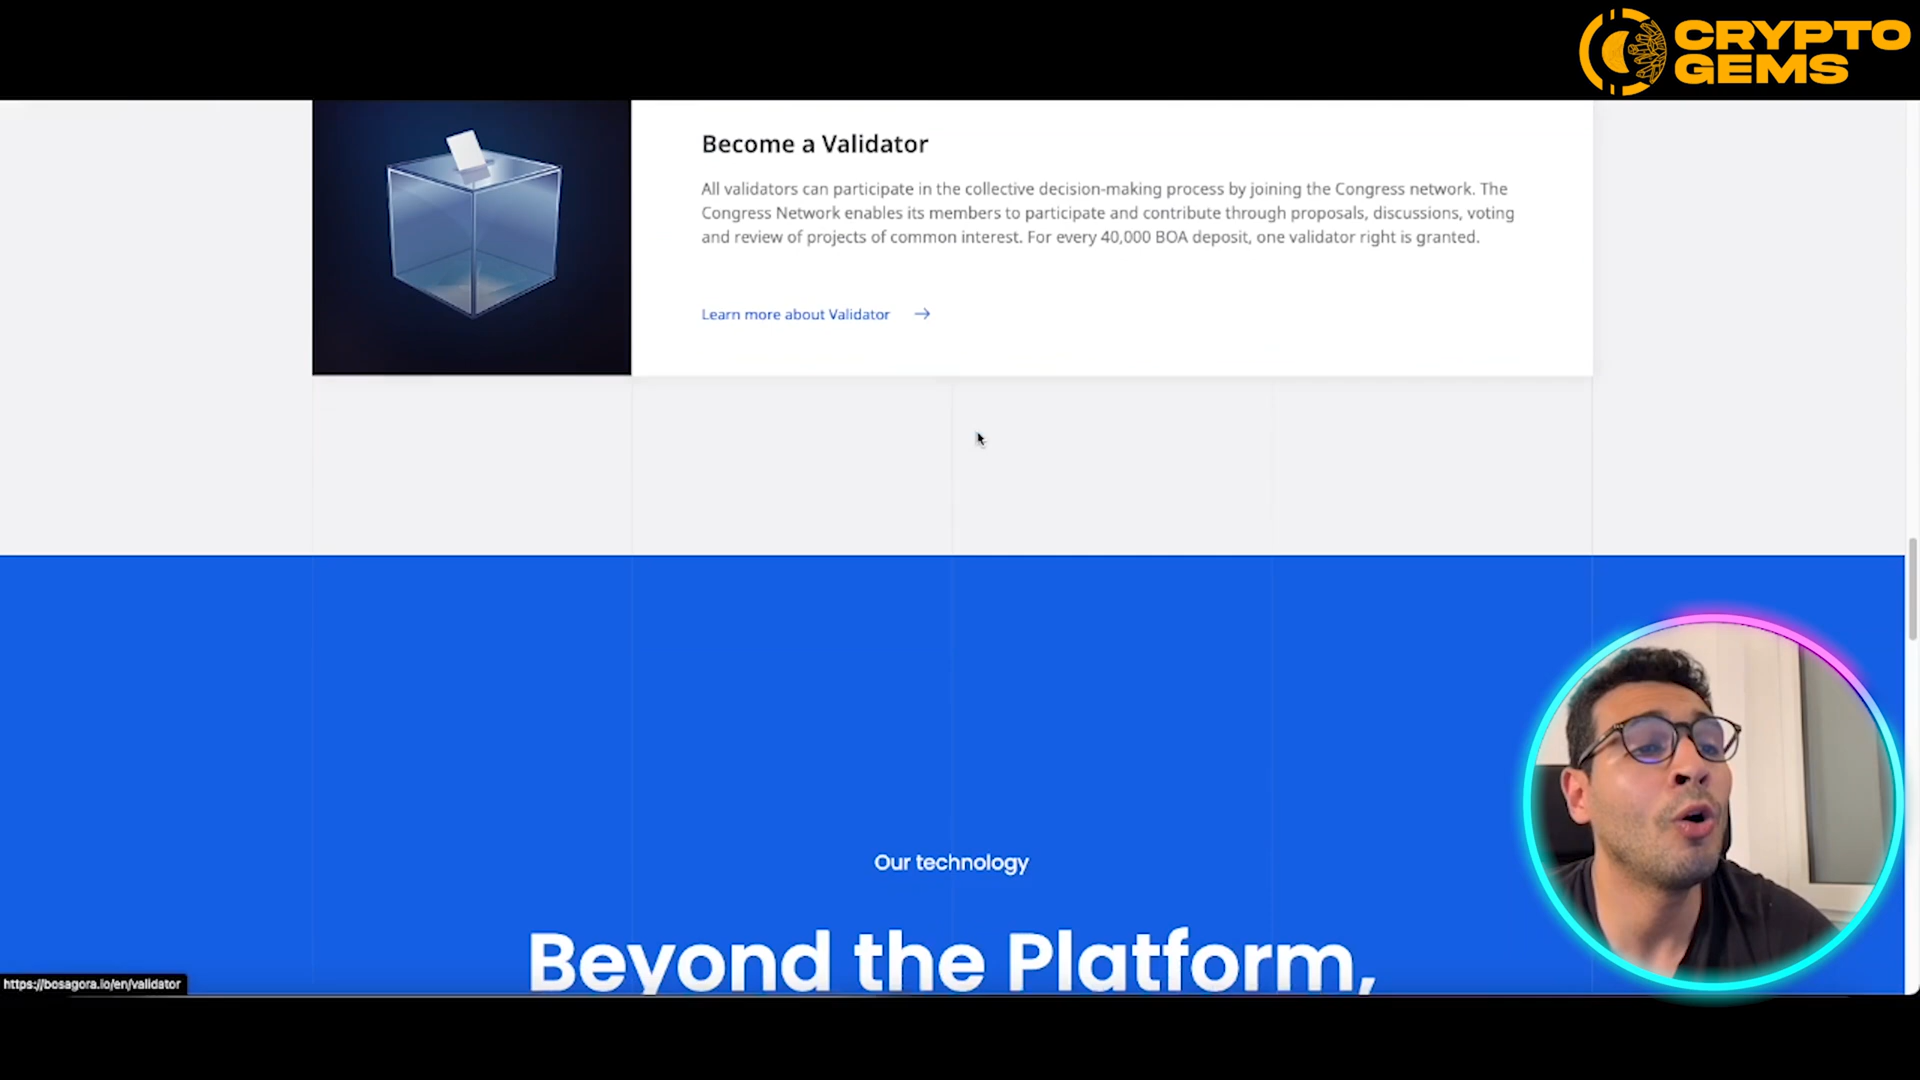 CRYPTO
GEMS
Become a Validator
All validators can participate in the collective decision-making process by joining the Congress network. The
Congress Network enables its members to participate and contribute through proposals, discussions, voting
and review of projects of common interest. For every 40,000 BOA deposit, one validator right is granted.
Learn more about Validator
Our technology
Beyond the Platform,
https://bosagora.io/en/validator